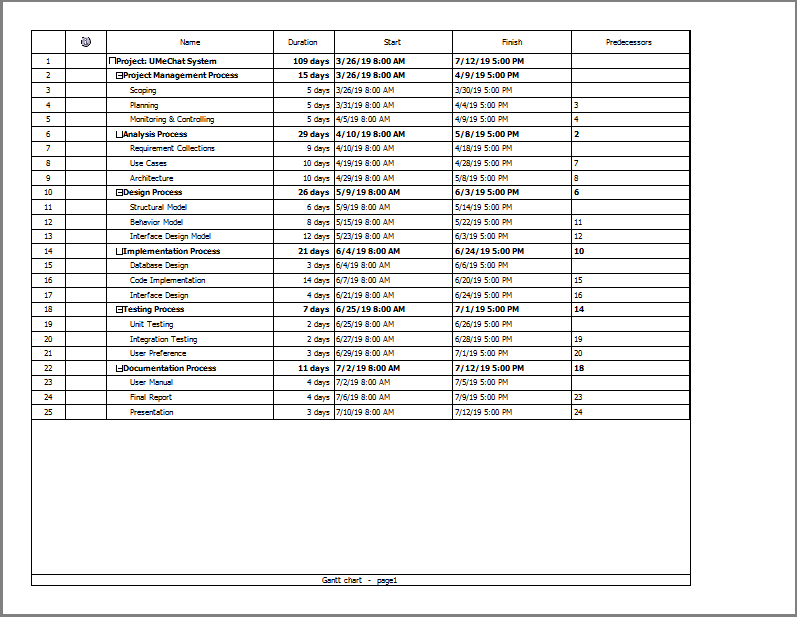 Name Duration Start Finish Predecessors
1 Project: UMeChat System 109 days 3/26/19 8:00 AM 7/12/19 5:00 PM
2 Project Management Process 15 days 3/26/19 8:00 AM 4/9/19 5:00 PM
3 Scoping 5 days 3/26/19 8:00 AM 3/30/19 5:00 PM
4 Planning 5 days 3/31/19 8:00 AM 4/4/19 5:00 PM 3
5 Monitoring & Controlling 5 days 4/5/19 8:00 AM 4/9/19 5:00 PM 4
6 Analysis Process 29 days 4/10/19 8:00 AM 5/8/19 5:00 PM 2
7 Requirement Collections 9 days 4/10/19 8:00 AM 4/18/19 5:00 PM
8 Use Cases 10 days 4/19/19 8:00 AM 4/28/19 5:00 PM 7
9 Architecture 10 days 4/29/19 8:00 AM 5/8/19 5:00 PM 8
10 Design Process 26 days 5/9/19 8:00 AM 6/3/19 5:00 PM 6
11 Structural Model 6 days 5/9/19 8:00 AM 5/14/19 5:00 PM
12 Behavior Model 8 days 5/15/19 8:00 AM 5/22/19 5:00 PM 11
13 Interface Design Model 12 days 5/23/19 8:00 AM 6/3/19 5:00 PM 12
14 Implementation Process 21 days 6/4/19 8:00 AM 6/24/19 5:00 PM 10
15 Database Design 3 days 6/4/19 8:00 AM 6/6/19 5:00 PM
16 Code Implementation 14 days 6/7/19 8:00 AM 6/20/19 5:00 PM 15
17 Interface Design 4 days 6/21/19 8:00 AM 6/24/19 5:00 PM 16
18 Testing Process 7 days 6/25/19 8:00 AM 7/1/19 5:00 PM 14
19 Unit Testing 2 days 6/25/19 8:00 AM 6/26/19 5:00 PM
20 Integration Testing 2 days 6/27/19 8:00 AM 6/28/19 5:00 PM 19
21 User Preference 3 days 6/29/19 8:00 AM 7/1/19 5:00 PM 20
22 Documentation Process 11 days 7/2/19 8:00 AM 7/12/19 5:00 PM 18
23 User Manual 4 days 7/2/19 8:00 AM 7/5/19 5:00 PM
24 Final Report 4 days 7/6/19 8:00 AM 7/9/19 5:00 PM 23
25 Presentation 3 days 7/10/19 8:00 AM 7/12/19 5:00 PM 24
Gantt chart - page1